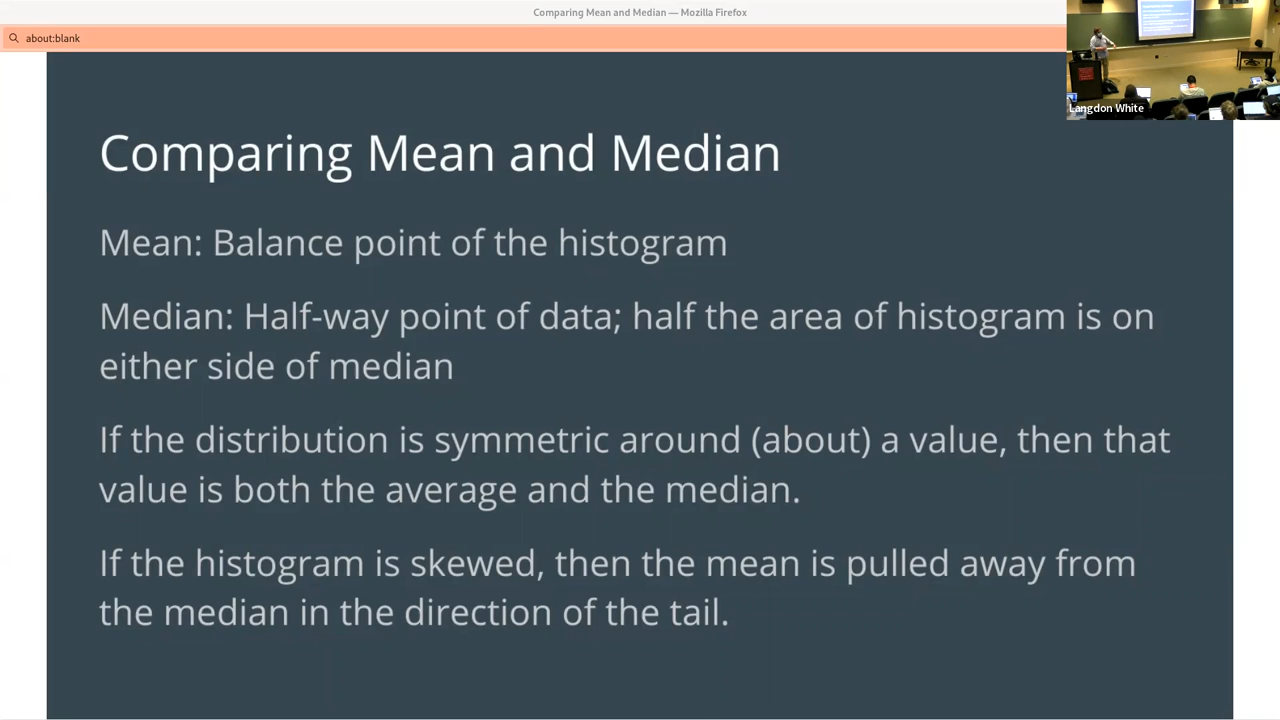 Comparing Mean and Median — Mozilla Firefox
about:blank
Langdon White
Comparing Mean and Median
Mean: Balance point of the histogram
Median: Half-way point of data; half the area of histogram is on
either side of median
If the distribution is symmetric around (about) a value, then that
value is both the average and the median.
If the histogram is skewed, then the mean is pulled away from
the median in the direction of the tail.